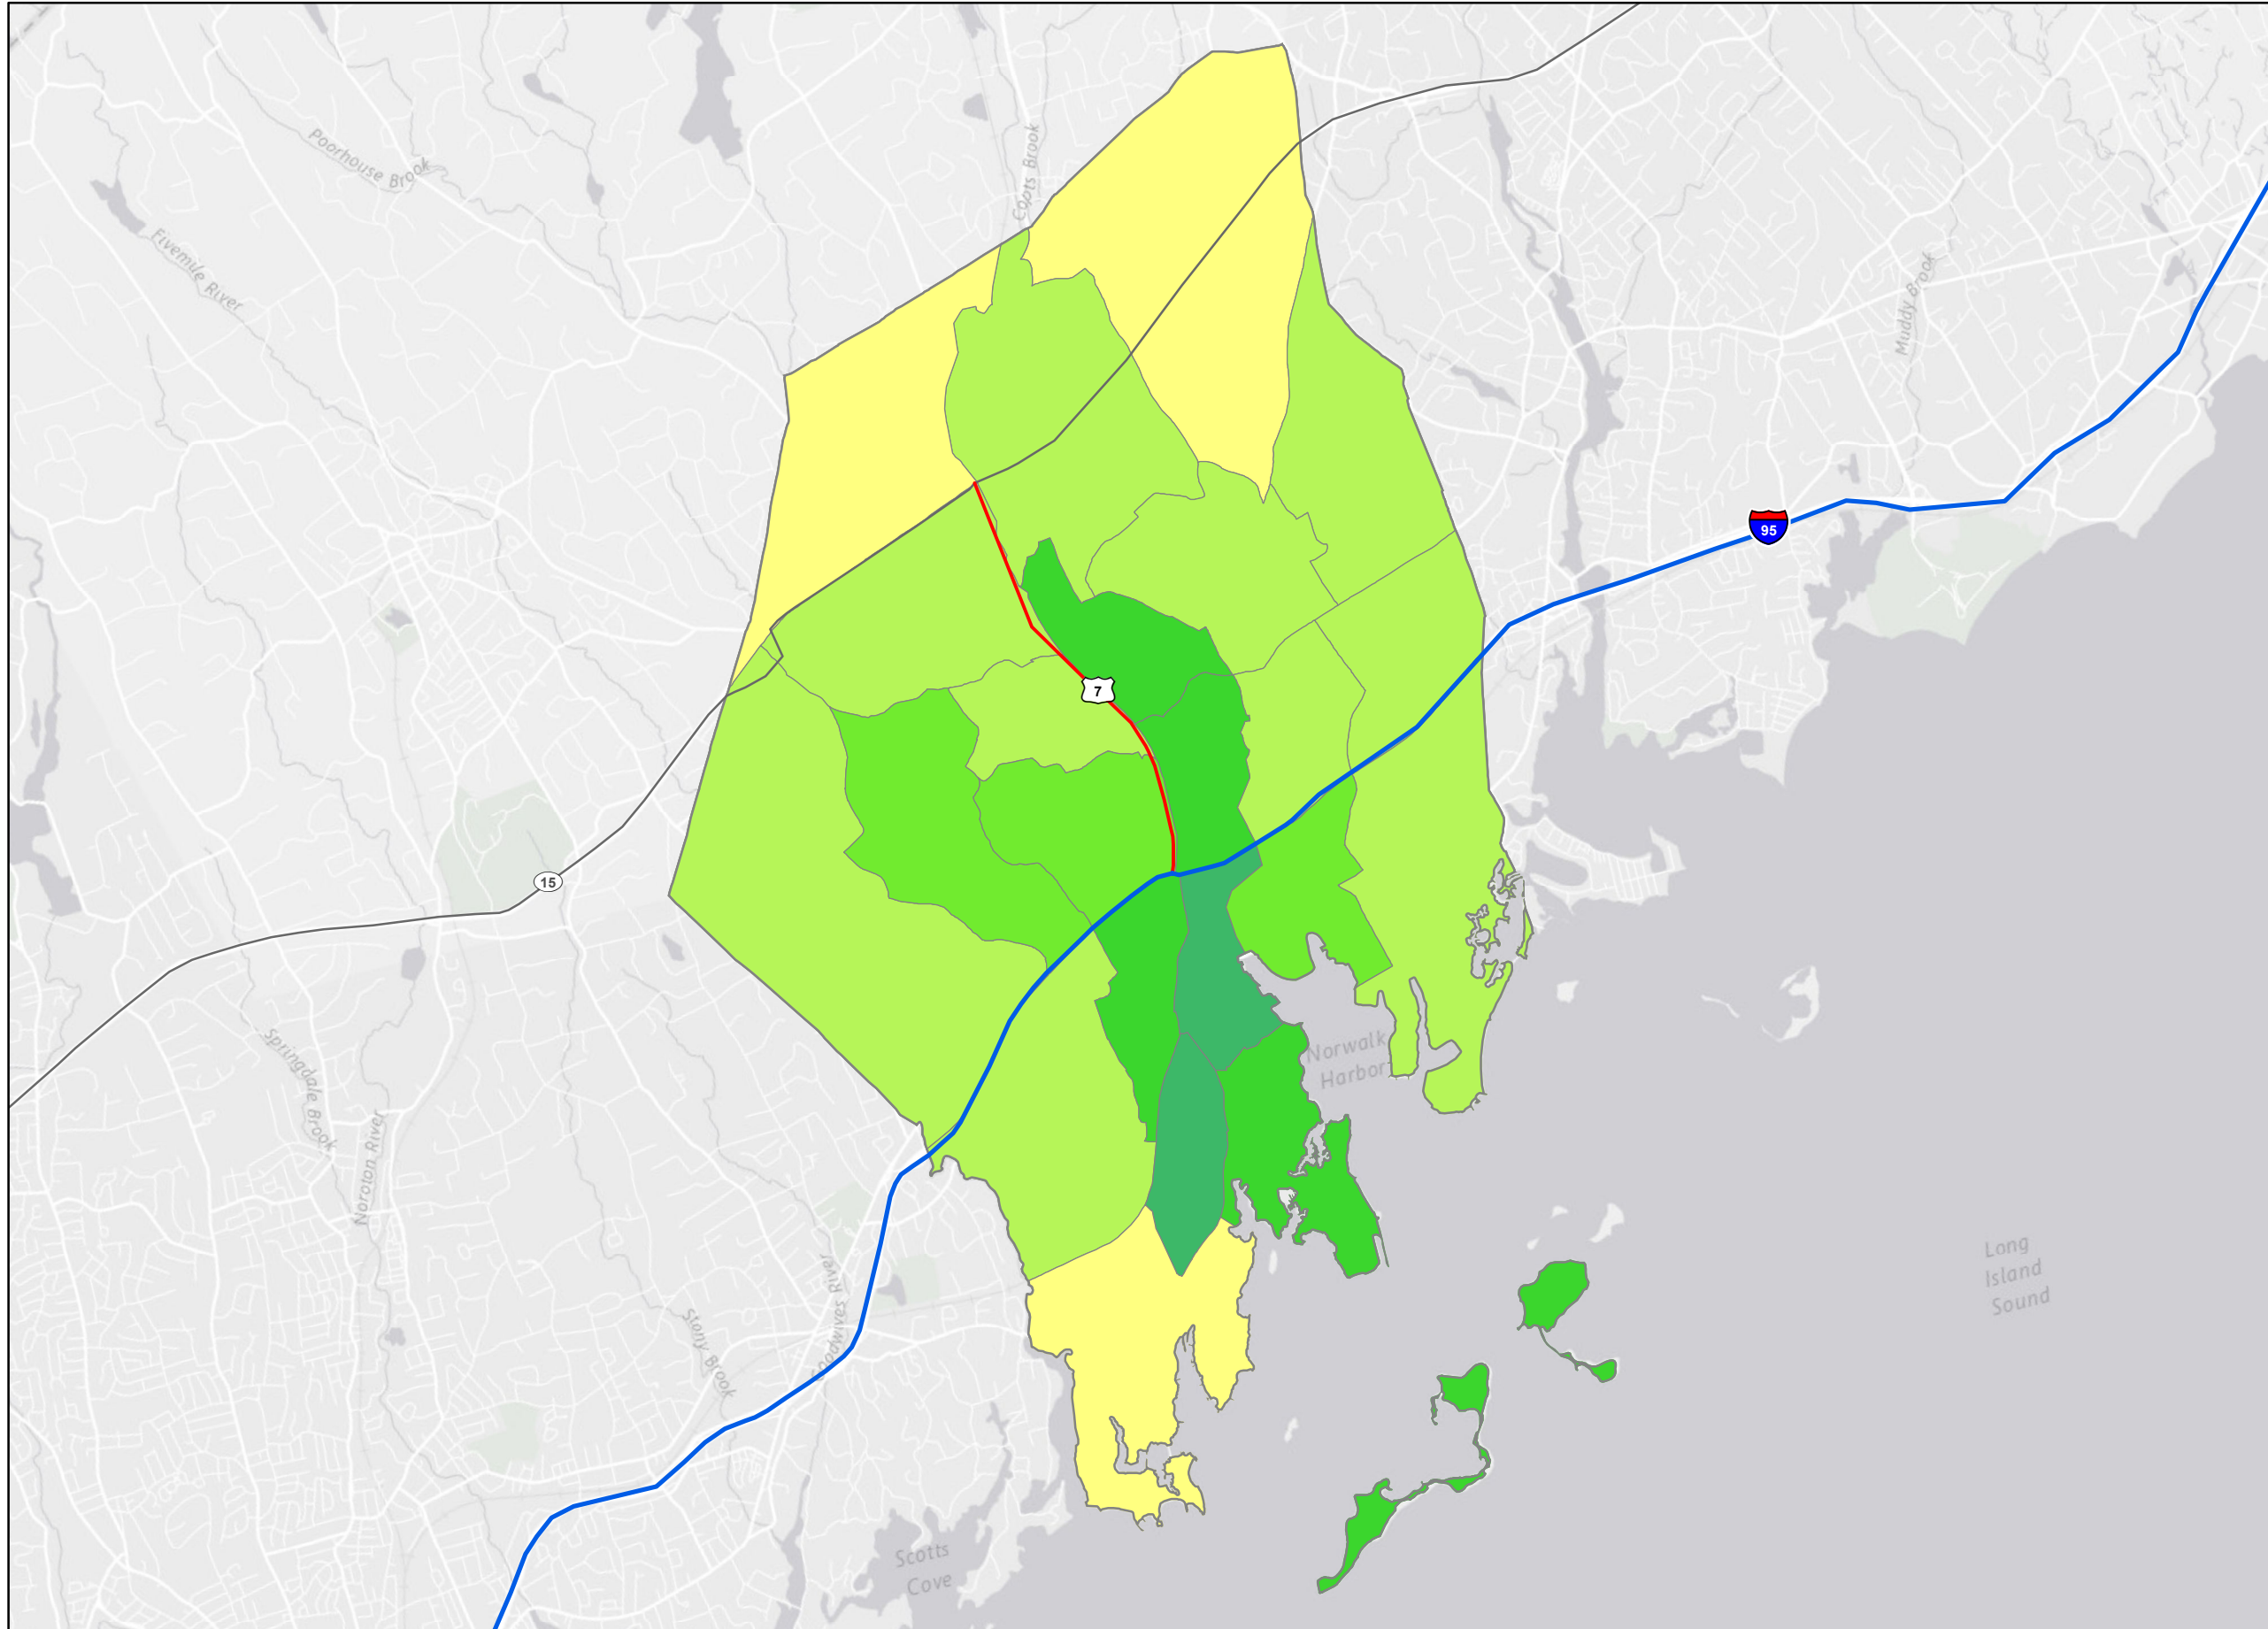 Poorhouse Brook
Copts Brook
Fivemile River
Muddy Brook
95
7
15
Norwalk
Harbor
Springdale Brook
Noroton River
Goodwives River
Stony Brook
Long
Island
Sound
Scotts
Cove